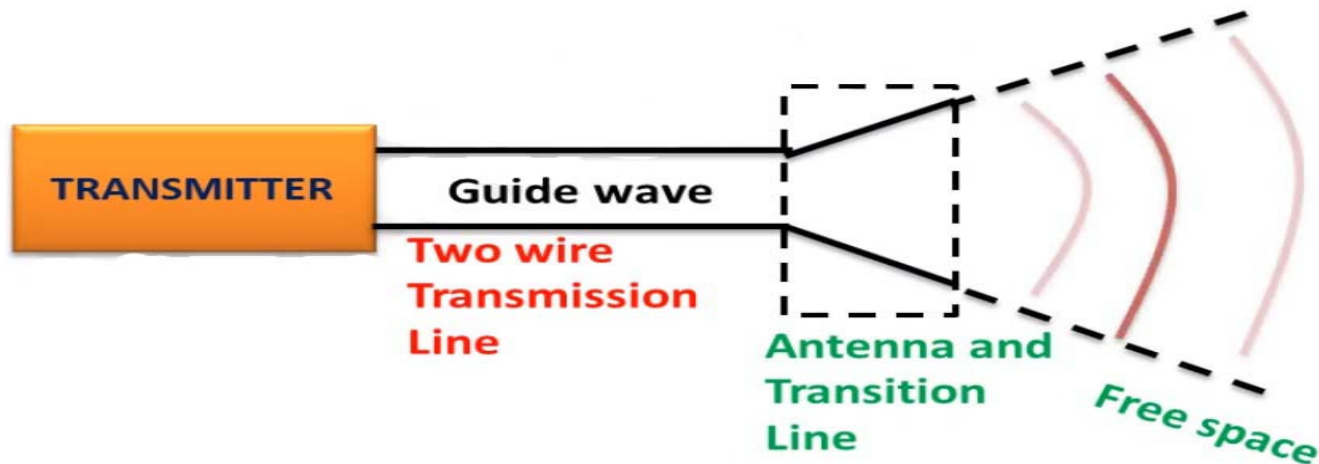 TRANSMITTER
Guide wave
Two wire
Transmission
Line
Antenna and
Transition
Line
Free space